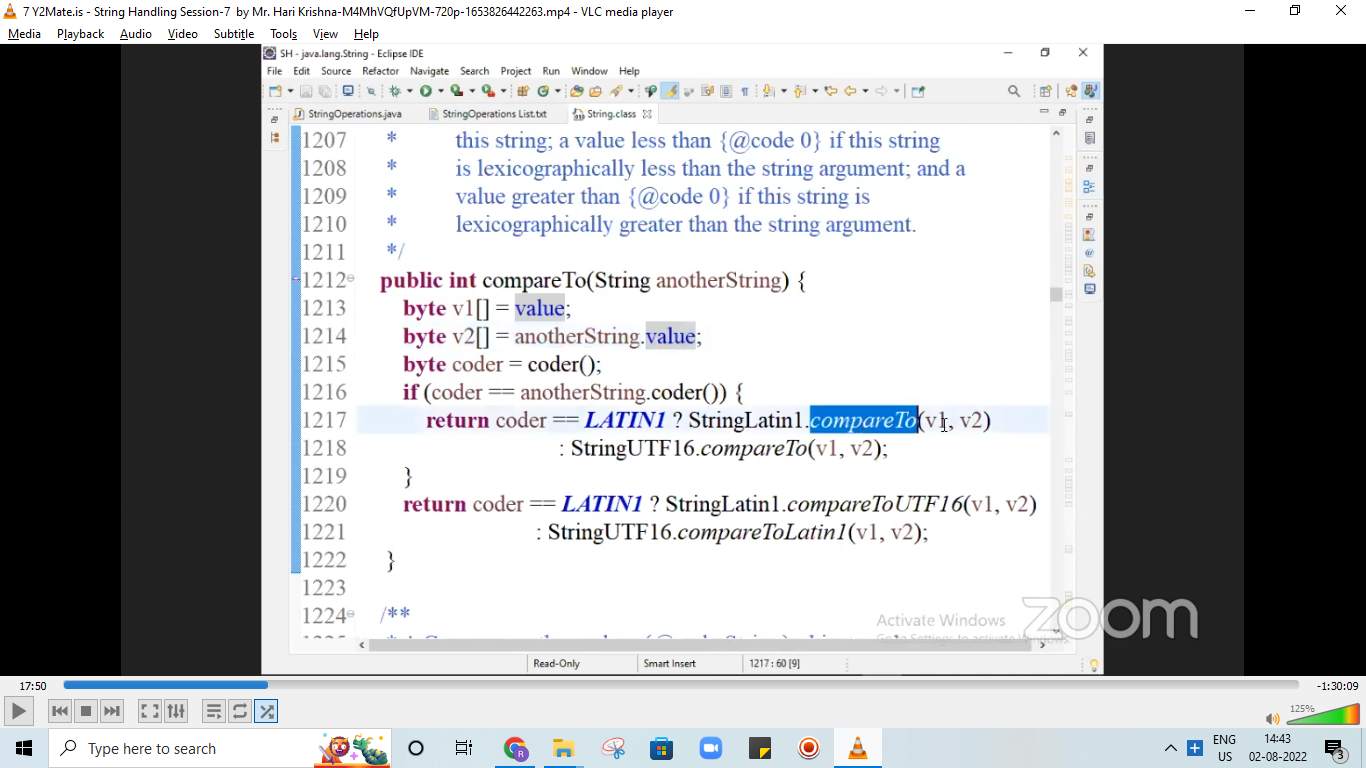 7 Y2Mate.is - String Handling Session-7 by Mr. Hari Krishna-M4MhVQfUpVM-720p-1653826442263.mp4 - VLC media player
Media Playback Audio Video Subtitle Tools View Help
SH - java.lang.String - Eclipse IDE
File Edit Source Refactor Navigate Search Project Run Window Help
StringOperations.java StringOperations List.txt String.class
1207 * this string; a value less than {@code 0} if this string
1208 * is lexicographically less than the string argument; and a
1209 * value greater than {@code 0} if this string is
1210 * lexicographically greater than the string argument.
1211 */
1212 public int compareTo(String anotherString) {
1213 byte v1[] = value;
1214 byte v2[] = anotherString.value;
1215 byte coder = coder();
1216 if (coder == anotherString.coder()) {
1217 return coder == LATIN1 ? StringLatin1.compareTo(v1, v2)
1218 : StringUTF16.compareTo(v1, v2);
1219 }
1220 return coder == LATIN1 ? StringLatin1.compareToUTF16(v1, v2)
1221 : StringUTF16.compareToLatin1(v1, v2);
1222 }
1223
1224 /**
Activate Windows
zoom
Read-Only Smart Insert 1217 : 60 [9]
17:50 -1:30:09
125%
Type here to search
R
ENG 14:43
US 02-08-2022 3